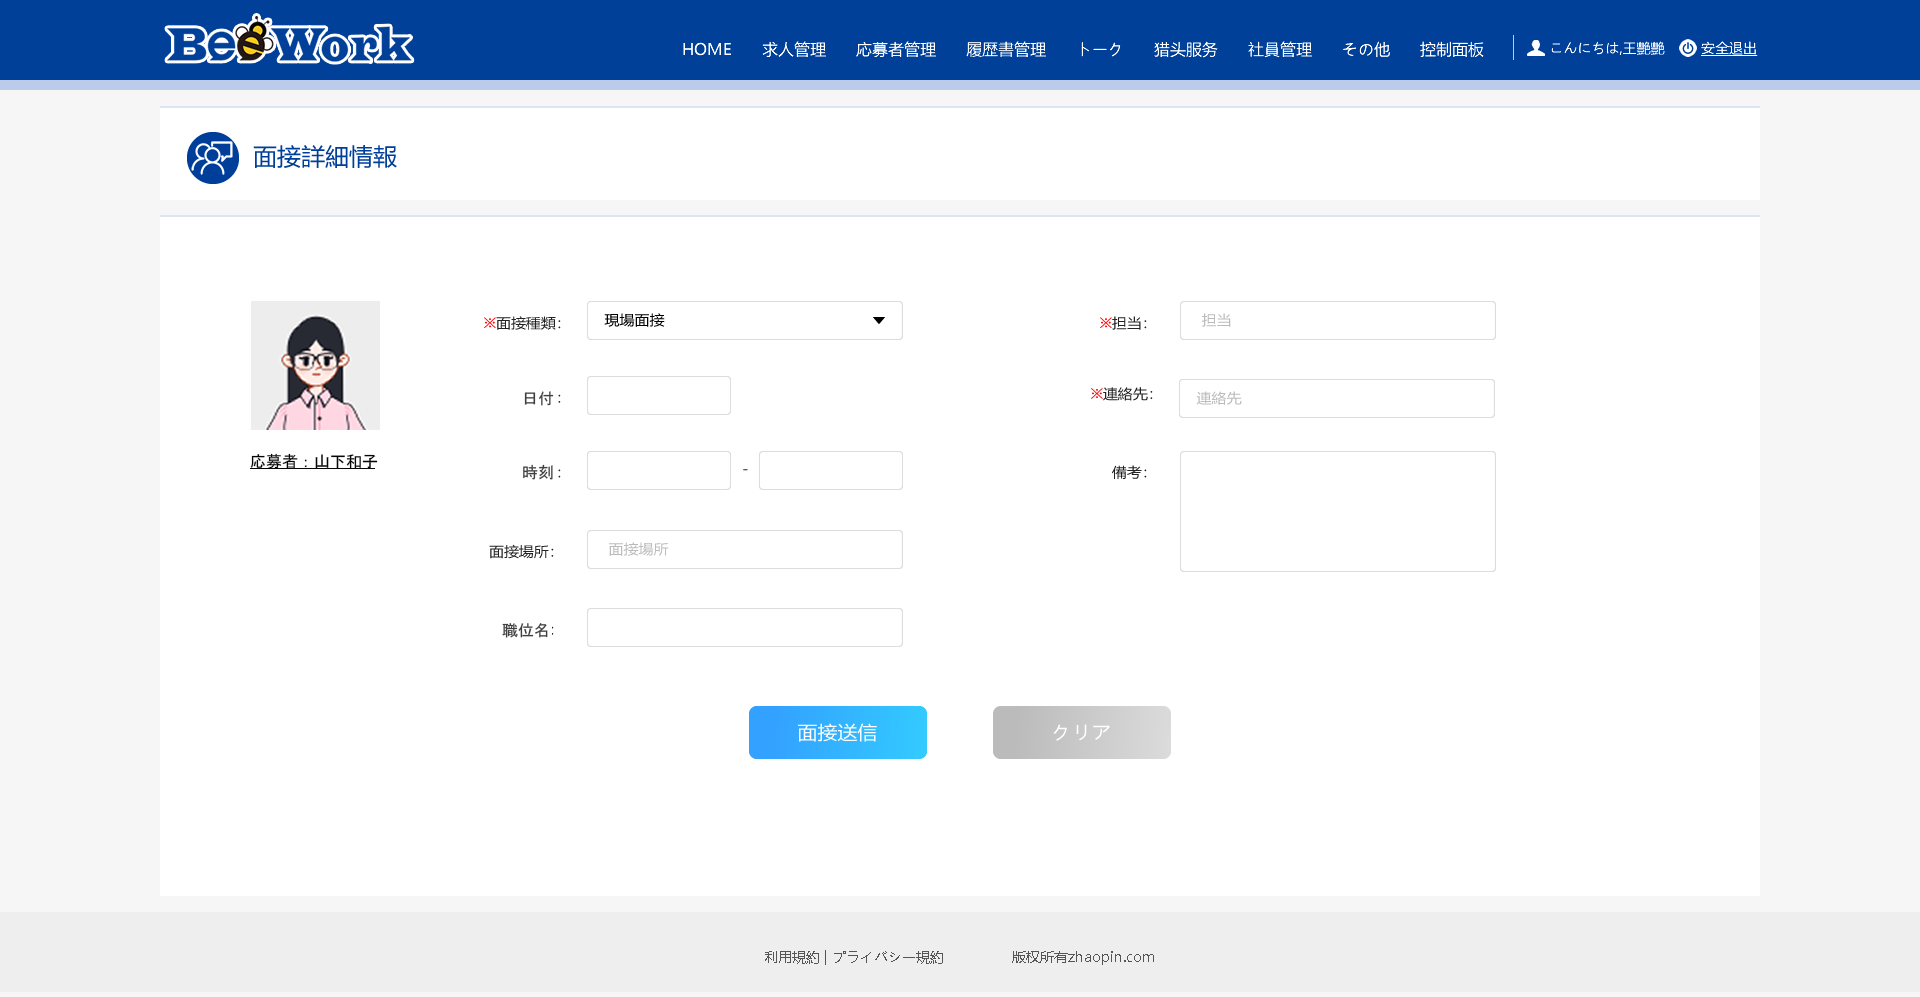 BeeWork
HOME 求人管理 応募者管理 履歴書管理 トーク 猎头服务 社員管理 その他 控制面板 こんにちは,王艷艷 安全退出
面接詳細情報
応募者：山下和子
※面接種類： 現場面接
日付：
時刻： -
面接場所： 面接場所
職位名：
※担当： 担当
※連絡先： 連絡先
備考：
面接送信 クリア
利用規約 | プライバシー規約 版权所有zhaopin.com